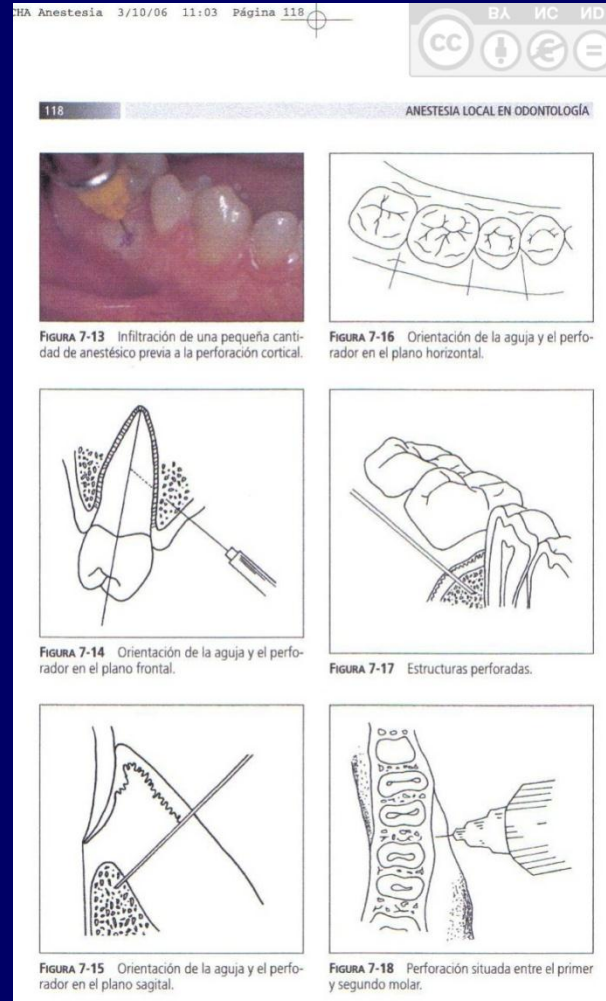 CHA Anestesia 3/10/06 11:03 Página 118
BY NC ND
cc
118
ANESTESIA LOCAL EN ODONTOLOGÍA
FIGURA 7-13 Infiltración de una pequeña canti-
dad de anestésico previa a la perforación cortical.
FIGURA 7-14 Orientación de la aguja y el perfo-
rador en el plano frontal.
FIGURA 7-15 Orientación de la aguja y el perfo-
rador en el plano sagital.
FIGURA 7-16 Orientación de la aguja y el perfo-
rador en el plano horizontal.
FIGURA 7-17 Estructuras perforadas.
FIGURA 7-18 Perforación situada entre el primer
y segundo molar.